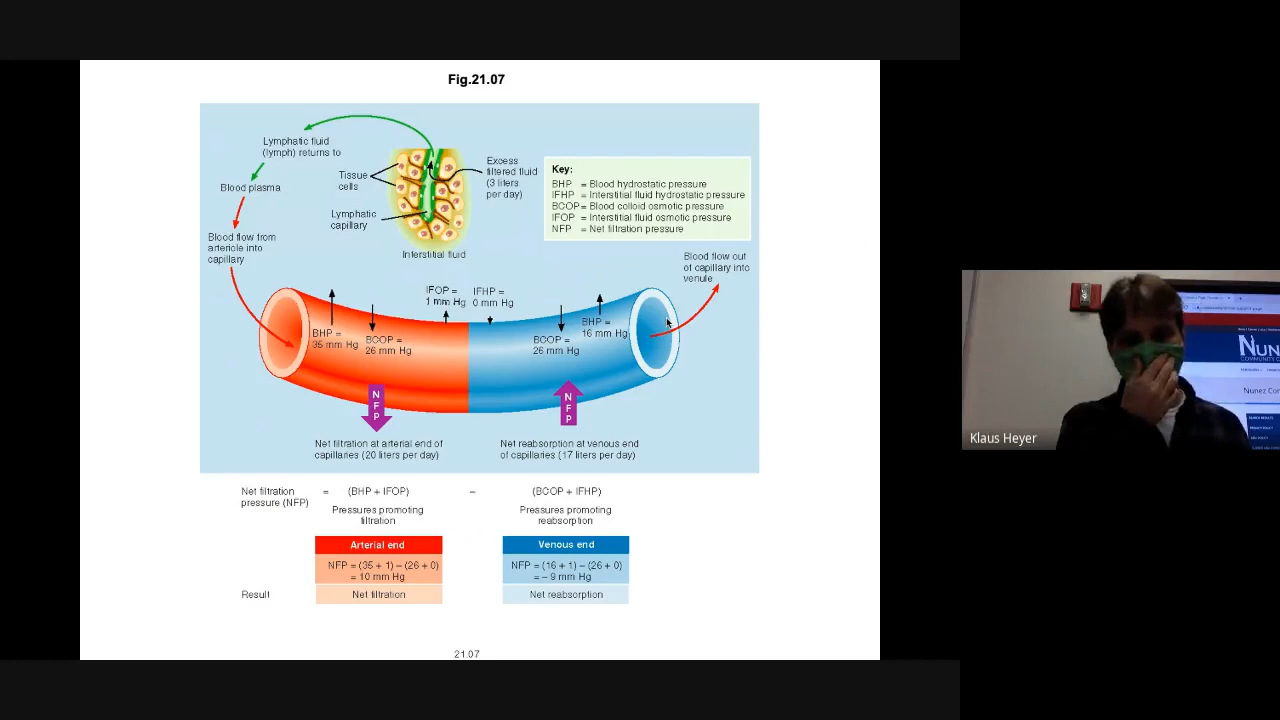 Fig.21.07
Lymphatic fluid
(lymph) returns to
Blood plasma
Blood flow from
arteriole into
capillary
Tissue
cells
Lymphatic
capillary
Excess
filtered fluid
(3 liters
per day)
Interstitial fluid
Key:
BHP = Blood hydrostatic pressure
IFHP = Interstitial fluid hydrostatic pressure
BCOP = Blood colloid osmotic pressure
IFOP = Interstitial fluid osmotic pressure
NFP = Net filtration pressure
Blood flow out
of capillary into
venule
IFOP =
1 mm Hg
IFHP =
0 mm Hg
BHP =
35 mm Hg
BCOP =
26 mm Hg
BCOP =
26 mm Hg
BHP =
16 mm Hg
NFP
NFP
Net filtration at arterial end of
capillaries (20 liters per day)
Net reabsorption at venous end
of capillaries (17 liters per day)
Net filtration
pressure (NFP)
= (BHP + IFOP) – (BCOP + IFHP)
Pressures promoting
filtration
Pressures promoting
reabsorption
Arterial end
NFP = (35 + 1) – (26 + 0)
= 10 mm Hg
Venous end
NFP = (16 + 1) – (26 + 0)
= – 9 mm Hg
Result
Net filtration
Net reabsorption
21.07
Klaus Heyer
NUN
COMMUNITY C
Nunez Con